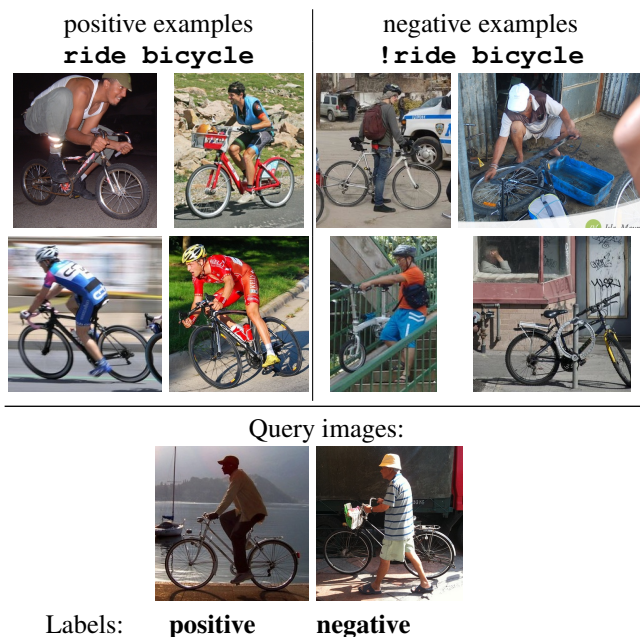 positive examples
ride bicycle
negative examples
!ride bicycle
Query images:
Labels: positive negative